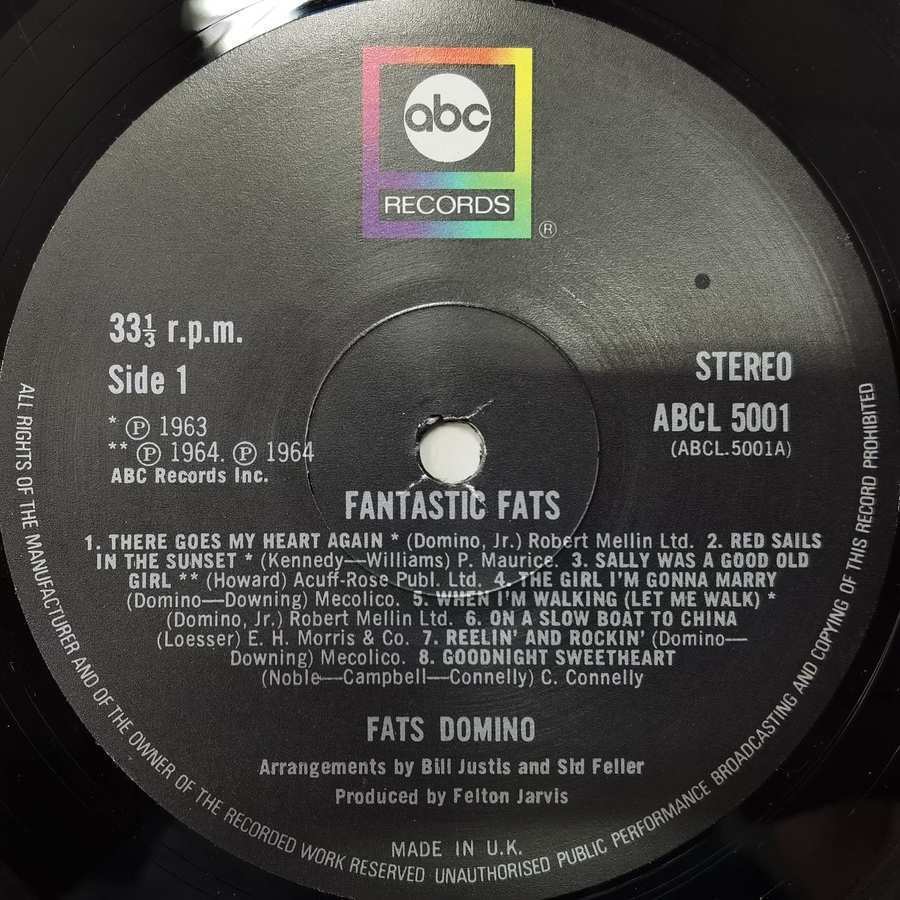 abc
RECORDS
®
33⅓ r.p.m.
Side 1
* Ⓟ 1963
** Ⓟ 1964. Ⓟ 1964
ABC Records Inc.
STEREO
ABCL 5001
(ABCL.5001A)
FANTASTIC FATS
1. THERE GOES MY HEART AGAIN * (Domino, Jr.) Robert Mellin Ltd. 2. RED SAILS
IN THE SUNSET * (Kennedy—Williams) P. Maurice. 3. SALLY WAS A GOOD OLD
GIRL ** (Howard) Acuff-Rose Publ. Ltd. 4. THE GIRL I'M GONNA MARRY
(Domino—Downing) Mecolico. 5. WHEN I'M WALKING (LET ME WALK) *
(Domino, Jr.) Robert Mellin Ltd. 6. ON A SLOW BOAT TO CHINA
(Loesser) E. H. Morris & Co. 7. REELIN' AND ROCKIN' (Domino—
Downing) Mecolico. 8. GOODNIGHT SWEETHEART
(Noble—Campbell—Connelly) C. Connelly
FATS DOMINO
Arrangements by Bill Justis and Sid Feller
Produced by Felton Jarvis
MADE IN U.K.
ALL RIGHTS OF THE MANUFACTURER AND OF THE OWNER OF THE RECORDED WORK RESERVED UNAUTHORISED PUBLIC PERFORMANCE BROADCASTING AND COPYING OF THIS RECORD PROHIBITED